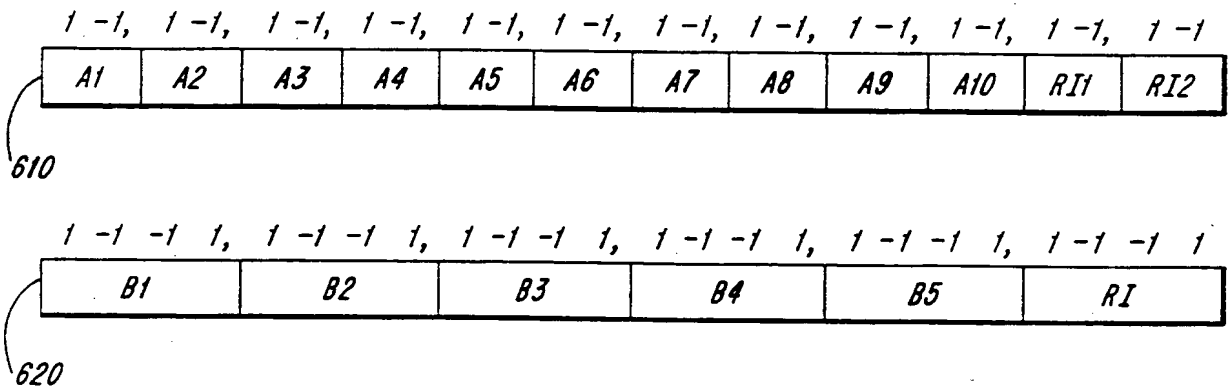 1 -1, 1 -1, 1 -1, 1 -1, 1 -1, 1 -1, 1 -1, 1 -1, 1 -1, 1 -1, 1 -1, 1 -1
A1 A2 A3 A4 A5 A6 A7 A8 A9 A10 RI1 RI2
610
1 -1 -1 1, 1 -1 -1 1, 1 -1 -1 1, 1 -1 -1 1, 1 -1 -1 1, 1 -1 -1 1
B1 B2 B3 B4 B5 RI
620